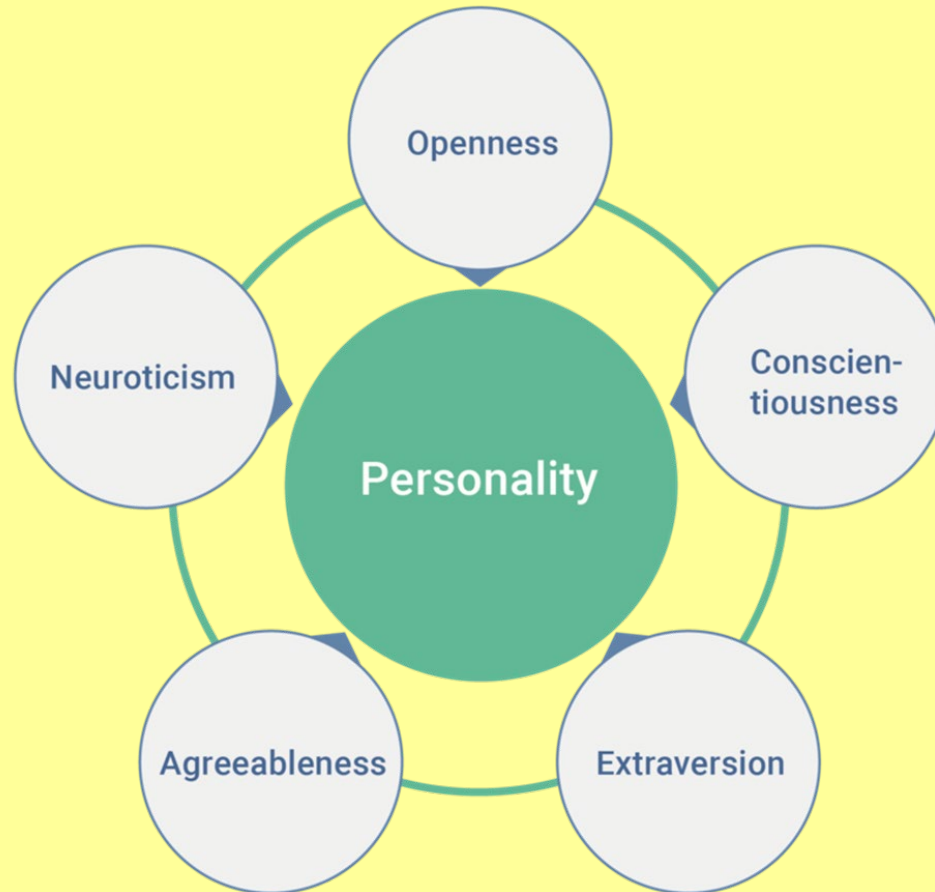 Openness
Conscien-
tiousness
Extraversion
Agreeableness
Neuroticism
Personality